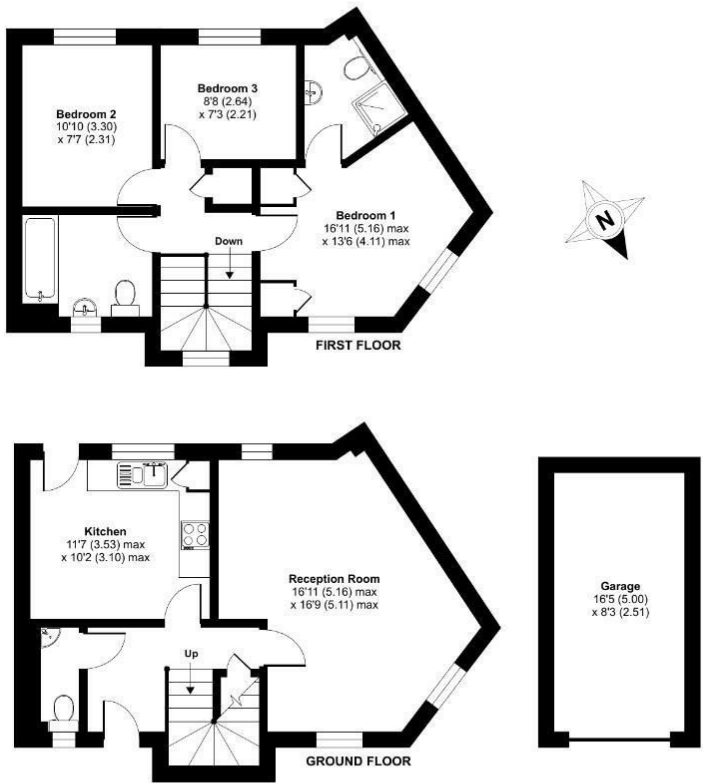 Bedroom 2
10'10 (3.30)
x 7'7 (2.31)
Bedroom 3
8'8 (2.64)
x 7'3 (2.21)
Bedroom 1
16'11 (5.16) max
x 13'6 (4.11) max
Down
N
FIRST FLOOR
Kitchen
11'7 (3.53) max
x 10'2 (3.10) max
Reception Room
16'11 (5.16) max
x 16'9 (5.11) max
Up
GROUND FLOOR
Garage
16'5 (5.00)
x 8'3 (2.51)